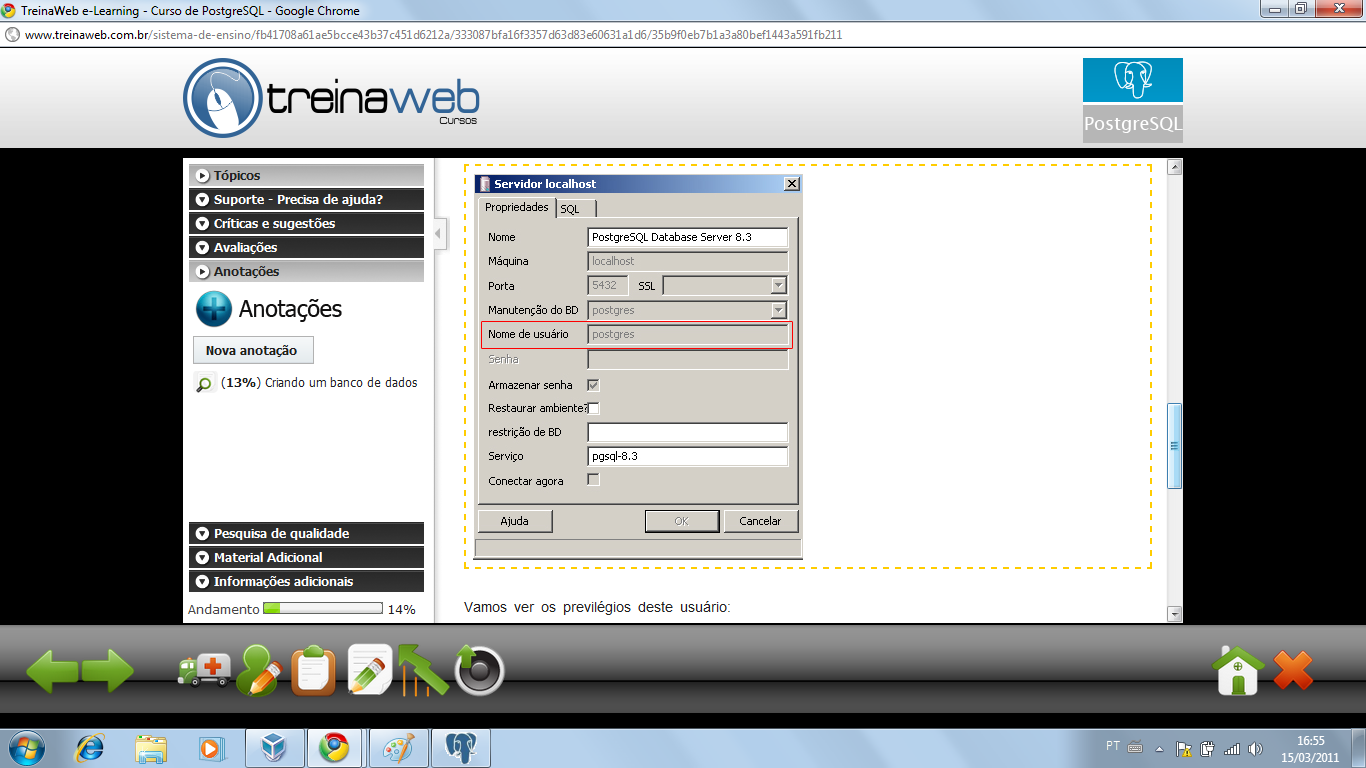 TreinaWeb e-Learning - Curso de PostgreSQL - Google Chrome
www.treinaweb.com.br/sistema-de-ensino/fb41708a61ae5bcce43b37c451d6212a/333087bfa16f3357d63d83e60631a1d6/35b9f0eb7b1a3a80bef1443a591fb211
treinaweb
Cursos
PostgreSQL
Tópicos
Suporte - Precisa de ajuda?
Críticas e sugestões
Avaliações
Anotações
Anotações
Nova anotação
(13%) Criando um banco de dados
Pesquisa de qualidade
Material Adicional
Informações adicionais
Andamento 14%
Servidor localhost
Propriedades SQL
Nome PostgreSQL Database Server 8.3
Máquina localhost
Porta 5432 SSL
Manutenção do BD postgres
Nome de usuário postgres
Senha
Armazenar senha
Restaurar ambiente?
restrição de BD
Serviço pgsql-8.3
Conectar agora
Ajuda OK Cancelar
Vamos ver os previlégios deste usuário:
PT 16:55
15/03/2011